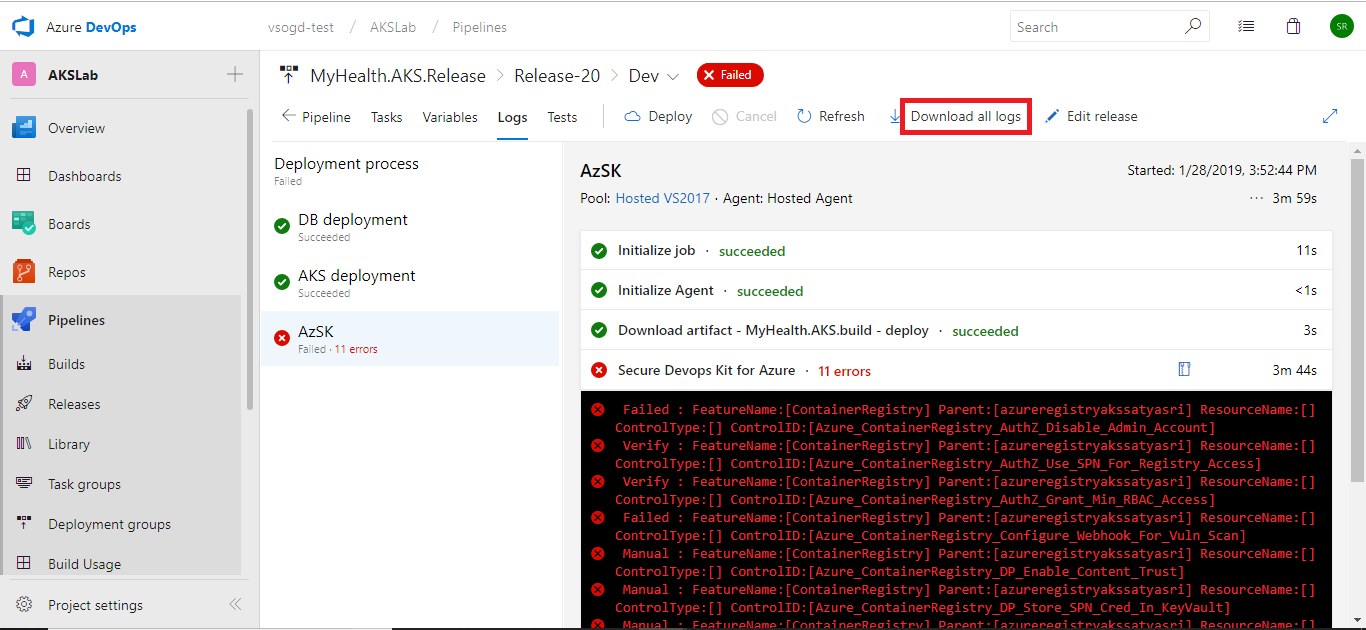 Azure DevOps
vsogd-test / AKSLab / Pipelines
Search
SR
A
AKSLab
Overview
Dashboards
Boards
Repos
Pipelines
Builds
Releases
Library
Task groups
Deployment groups
Build Usage
Project settings
MyHealth.AKS.Release > Release-20 > Dev
Failed
Pipeline
Tasks
Variables
Logs
Tests
Deploy
Cancel
Refresh
Download all logs
Edit release
Deployment process
Failed
DB deployment
Succeeded
AKS deployment
Succeeded
AzSK
Failed · 11 errors
AzSK
Started: 1/28/2019, 3:52:44 PM
Pool: Hosted VS2017 · Agent: Hosted Agent
··· 3m 59s
Initialize job · succeeded
11s
Initialize Agent · succeeded
<1s
Download artifact - MyHealth.AKS.build - deploy · succeeded
3s
Secure Devops Kit for Azure · 11 errors
3m 44s
Failed : FeatureName:[ContainerRegistry] Parent:[azureregistryakssatyasri] ResourceName:[]
ControlType:[] ControlID:[Azure_ContainerRegistry_AuthZ_Disable_Admin_Account]
Verify : FeatureName:[ContainerRegistry] Parent:[azureregistryakssatyasri] ResourceName:[]
ControlType:[] ControlID:[Azure_ContainerRegistry_AuthZ_Use_SPN_For_Registry_Access]
Verify : FeatureName:[ContainerRegistry] Parent:[azureregistryakssatyasri] ResourceName:[]
ControlType:[] ControlID:[Azure_ContainerRegistry_AuthZ_Grant_Min_RBAC_Access]
Failed : FeatureName:[ContainerRegistry] Parent:[azureregistryakssatyasri] ResourceName:[]
ControlType:[] ControlID:[Azure_ContainerRegistry_Configure_Webhook_For_Vuln_Scan]
Manual : FeatureName:[ContainerRegistry] Parent:[azureregistryakssatyasri] ResourceName:[]
ControlType:[] ControlID:[Azure_ContainerRegistry_DP_Enable_Content_Trust]
Manual : FeatureName:[ContainerRegistry] Parent:[azureregistryakssatyasri] ResourceName:[]
ControlType:[] ControlID:[Azure_ContainerRegistry_DP_Store_SPN_Cred_In_KeyVault]
Manual : FeatureName:[ContainerRegistry] Parent:[azureregistryakssatyasri] ResourceName:[]